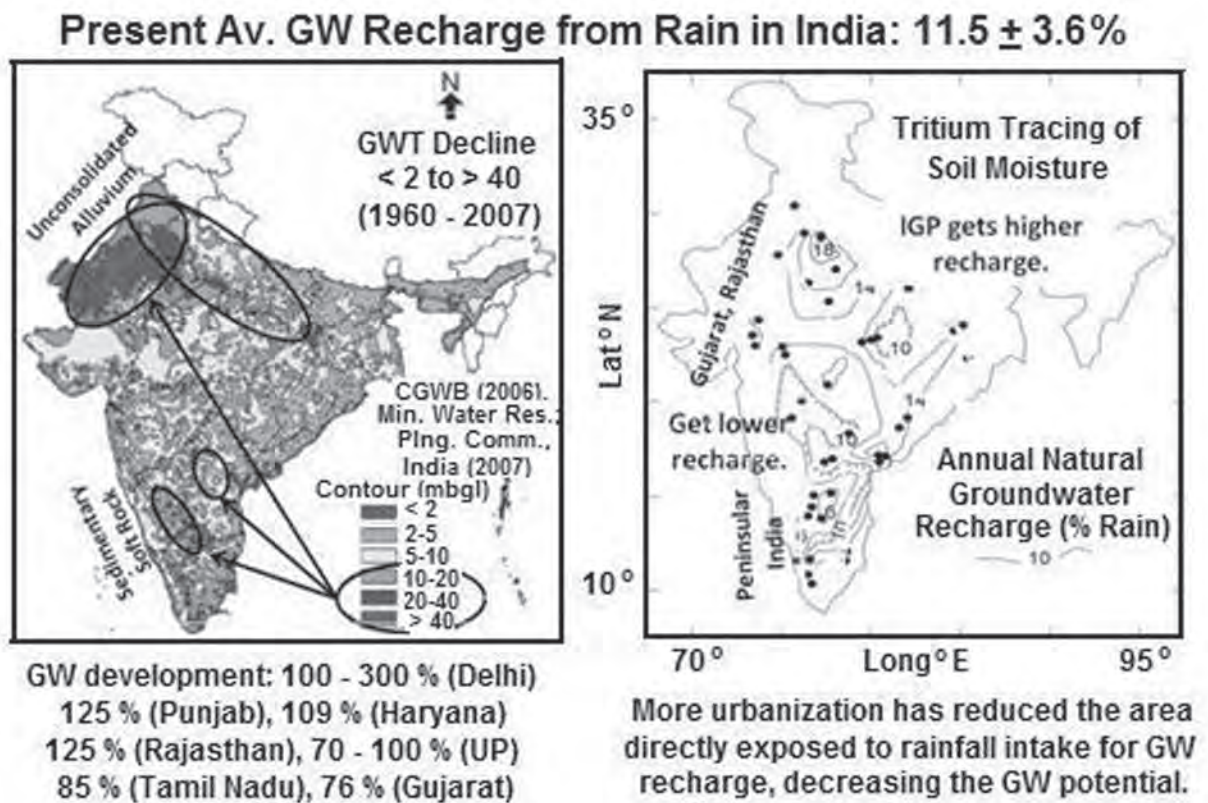 Present Av. GW Recharge from Rain in India: 11.5 ± 3.6%
N
GWT Decline
< 2 to > 40
(1960 - 2007)
Unconsolidated
Alluvium
CGWB (2006).
Min. Water Res.;
Plng. Comm.,
India (2007)
Contour (mbgl)
< 2
2-5
5-10
10-20
20-40
> 40
Sedimentary
Soft Rock
GW development: 100 - 300 % (Delhi)
125 % (Punjab), 109 % (Haryana)
125 % (Rajasthan), 70 - 100 % (UP)
85 % (Tamil Nadu), 76 % (Gujarat)
35°
Lat°N
10°
Tritium Tracing of
Soil Moisture
IGP gets higher
recharge.
Gujarat, Rajasthan
18
14
10
14
Get lower
recharge.
10
Peninsular
India
Annual Natural
Groundwater
Recharge (% Rain)
10
70°
Long°E
95°
More urbanization has reduced the area
directly exposed to rainfall intake for GW
recharge, decreasing the GW potential.